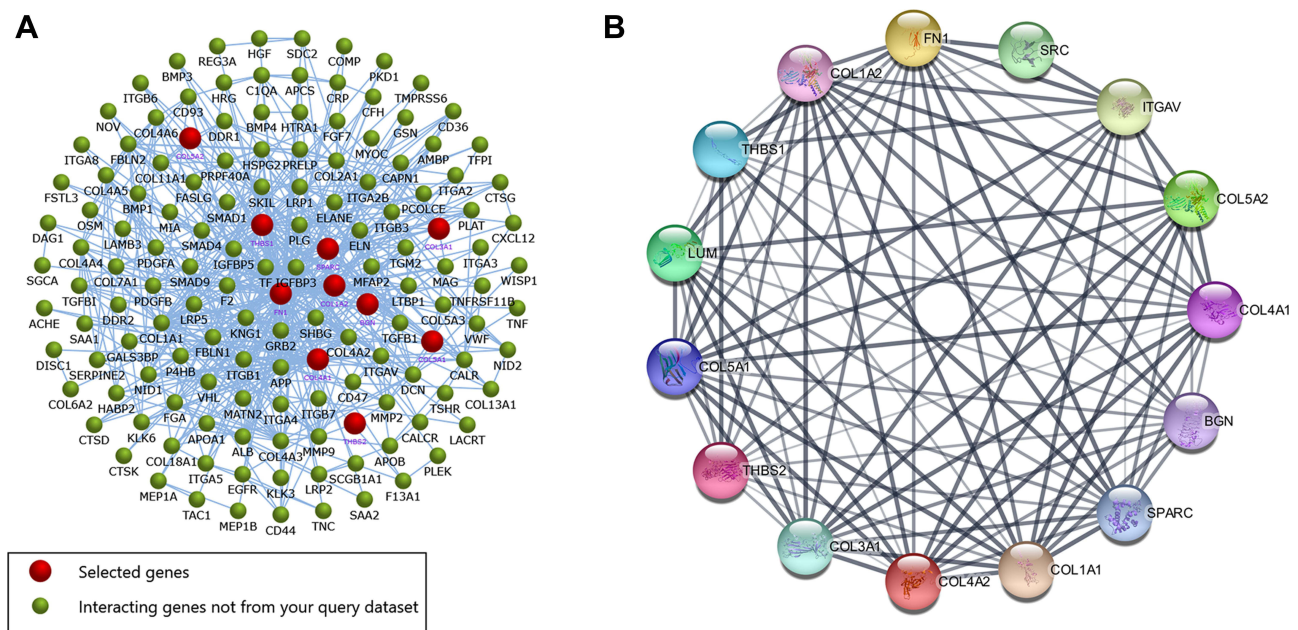 A
HGF
SDC2
REG3A
COMP
BMP3
PKD1
ITGB6
HRG
C1QA
APCS
CRP
TMPRSS6
NOV
CD93
CFH
COL4A6
DDR1
BMP4
HTRA1
FGF7
GSN
CD36
ITGA8
FBLN2
COL5A2
MYOC
AMBP
TFPI
COL11A1
PRPF40A
HSPG2
PRELP
COL2A1
CAPN1
FSTL3
COL4A5
FASLG
SKIL
LRP1
ITGA2B
ITGA2
CTSG
OSM
BMP1
MIA
SMAD1
ELANE
ITGB3
PCOLCE
PLAT
DAG1
LAMB3
SMAD4
THBS1
PLG
ELN
COL3A1
CXCL12
COL4A4
PDGFA
IGFBP5
SPARC
TGM2
MAG
ITGA3
SGCA
COL7A1
SMAD9
TF
IGFBP3
MFAP2
WISP1
TGFBI
PDGFB
F2
FN1
COL1A2
BGN
LTBP1
TNFRSF11B
ACHE
DDR2
LRP5
COL5A3
TNF
SAA1
COL1A1
KNG1
SHBG
TGFB1
VWF
DISC1
GALS3BP
FBLN1
GRB2
COL4A2
COL5A1
NID2
SERPINE2
P4HB
ITGB1
APP
COL4A1
ITGAV
CALR
COL6A2
HABP2
NID1
VHL
CD47
DCN
COL13A1
CTSD
FGA
MATN2
ITGA4
ITGB7
MMP2
TSHR
LACRT
KLK6
APOA1
THBS2
CALCR
CTSK
COL18A1
ALB
COL4A3
MMP9
APOB
PLEK
MEP1A
ITGA5
EGFR
KLK3
LRP2
SCGB1A1
F13A1
TAC1
MEP1B
CD44
TNC
SAA2
Selected genes
Interacting genes not from your query dataset
B
FN1
SRC
COL1A2
ITGAV
THBS1
COL5A2
LUM
COL4A1
COL5A1
BGN
THBS2
SPARC
COL3A1
COL1A1
COL4A2